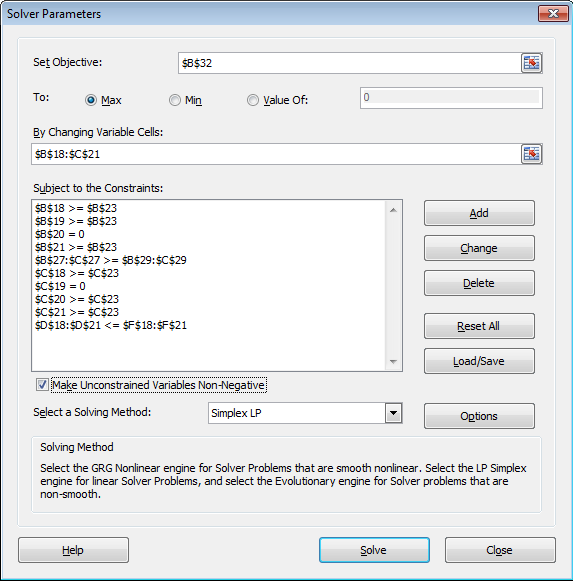 Solver Parameters
Set Objective:
$B$32
To:
Max
Min
Value Of:
0
By Changing Variable Cells:
$B$18:$C$21
Subject to the Constraints:
$B$18 >= $B$23
$B$19 >= $B$23
$B$20 = 0
$B$21 >= $B$23
$B$27:$C$27 >= $B$29:$C$29
$C$18 >= $C$23
$C$19 = 0
$C$20 >= $C$23
$C$21 >= $C$23
$D$18:$D$21 <= $F$18:$F$21
Add
Change
Delete
Reset All
Load/Save
Make Unconstrained Variables Non-Negative
Select a Solving Method:
Simplex LP
Options
Solving Method
Select the GRG Nonlinear engine for Solver Problems that are smooth nonlinear. Select the LP Simplex
engine for linear Solver Problems, and select the Evolutionary engine for Solver problems that are
non-smooth.
Help
Solve
Close